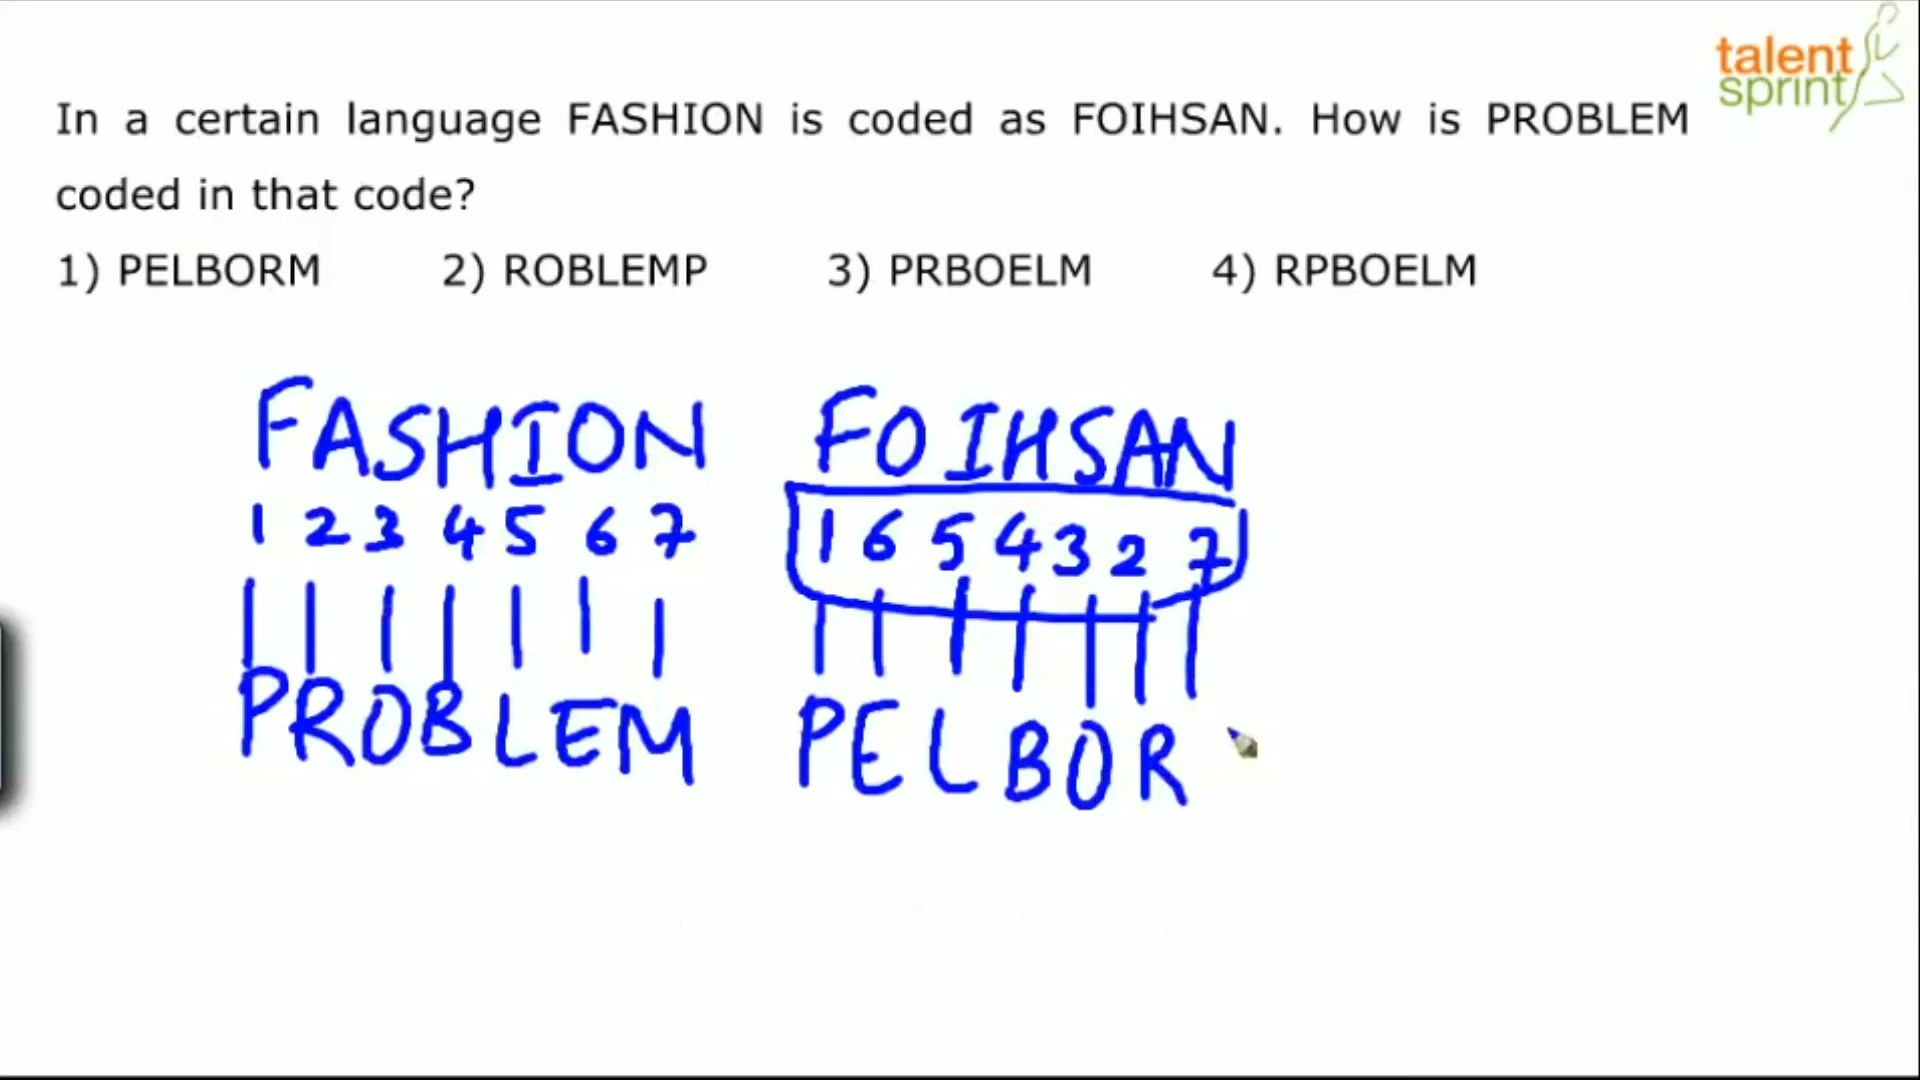 talent
sprint
In a certain language FASHION is coded as FOIHSAN. How is PROBLEM
coded in that code?
1) PELBORM 2) ROBLEMP 3) PRBOELM 4) RPBOELM
FASHION FOIHSAN
1 2 3 4 5 6 7 1 6 5 4 3 2 7
PROBLEM PELBOR